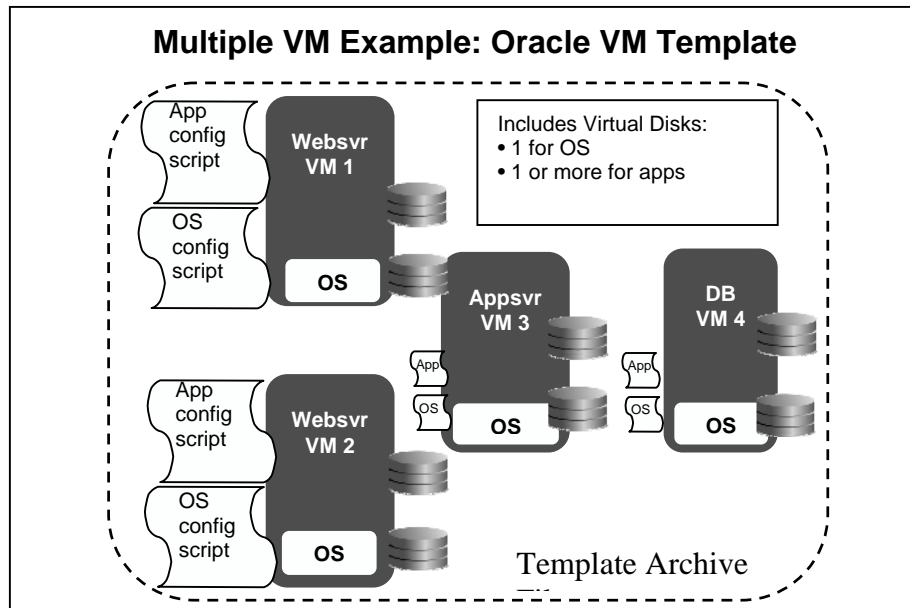 Multiple VM Example: Oracle VM Template
App
config
script
Websvr
VM 1
OS
config
script
OS
Includes Virtual Disks:
• 1 for OS
• 1 or more for apps
Appsvr
VM 3
App
OS
OS
DB
VM 4
App
OS
OS
App
config
script
Websvr
VM 2
OS
config
script
OS
Template Archive